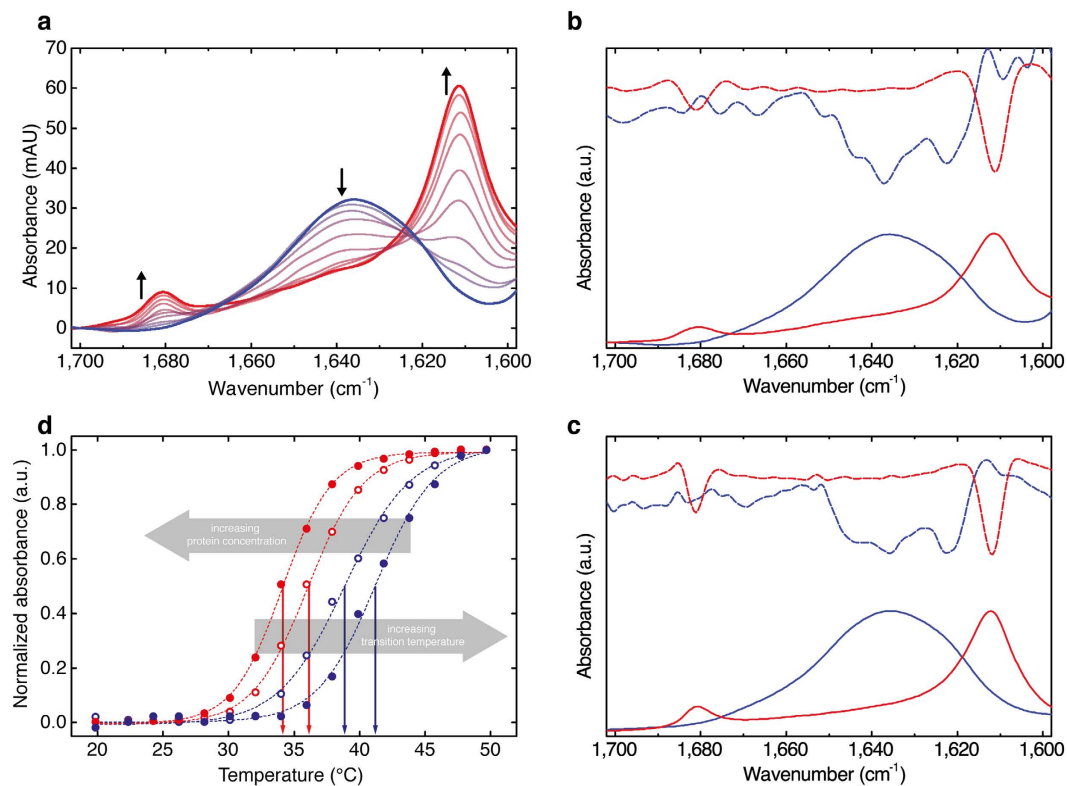 a
70
60
50
40
30
20
10
0
Absorbance (mAU)
1,700
1,680
1,660
1,640
1,620
1,600
Wavenumber (cm-1)
b
Absorbance (a.u.)
1,700
1,680
1,660
1,640
1,620
1,600
Wavenumber (cm-1)
d
1.0
0.8
0.6
0.4
0.2
0.0
Normalized absorbance (a.u.)
increasing
protein concentration
increasing
transition temperature
20
25
30
35
40
45
50
Temperature (°C)
c
Absorbance (a.u.)
1,700
1,680
1,660
1,640
1,620
1,600
Wavenumber (cm-1)